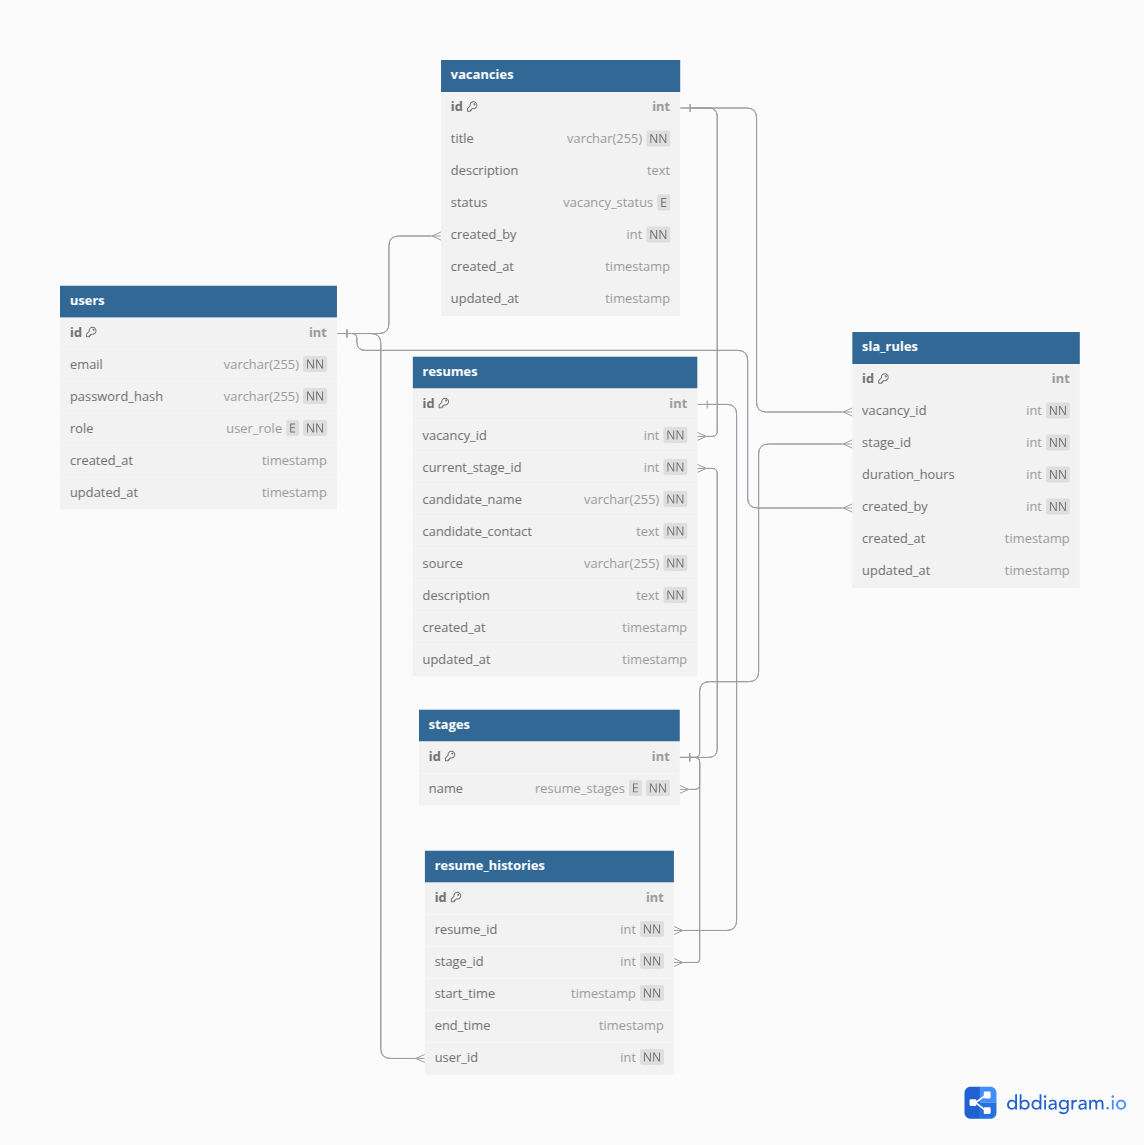 vacancies
id int
title varchar(255) NN
description text
status vacancy_status E
created_by int NN
created_at timestamp
updated_at timestamp
users
id int
email varchar(255) NN
password_hash varchar(255) NN
role user_role E NN
created_at timestamp
updated_at timestamp
resumes
id int
vacancy_id int NN
current_stage_id int NN
candidate_name varchar(255) NN
candidate_contact text NN
source varchar(255) NN
description text NN
created_at timestamp
updated_at timestamp
sla_rules
id int
vacancy_id int NN
stage_id int NN
duration_hours int NN
created_by int NN
created_at timestamp
updated_at timestamp
stages
id int
name resume_stages E NN
resume_histories
id int
resume_id int NN
stage_id int NN
start_time timestamp NN
end_time timestamp
user_id int NN
dbdiagram.io